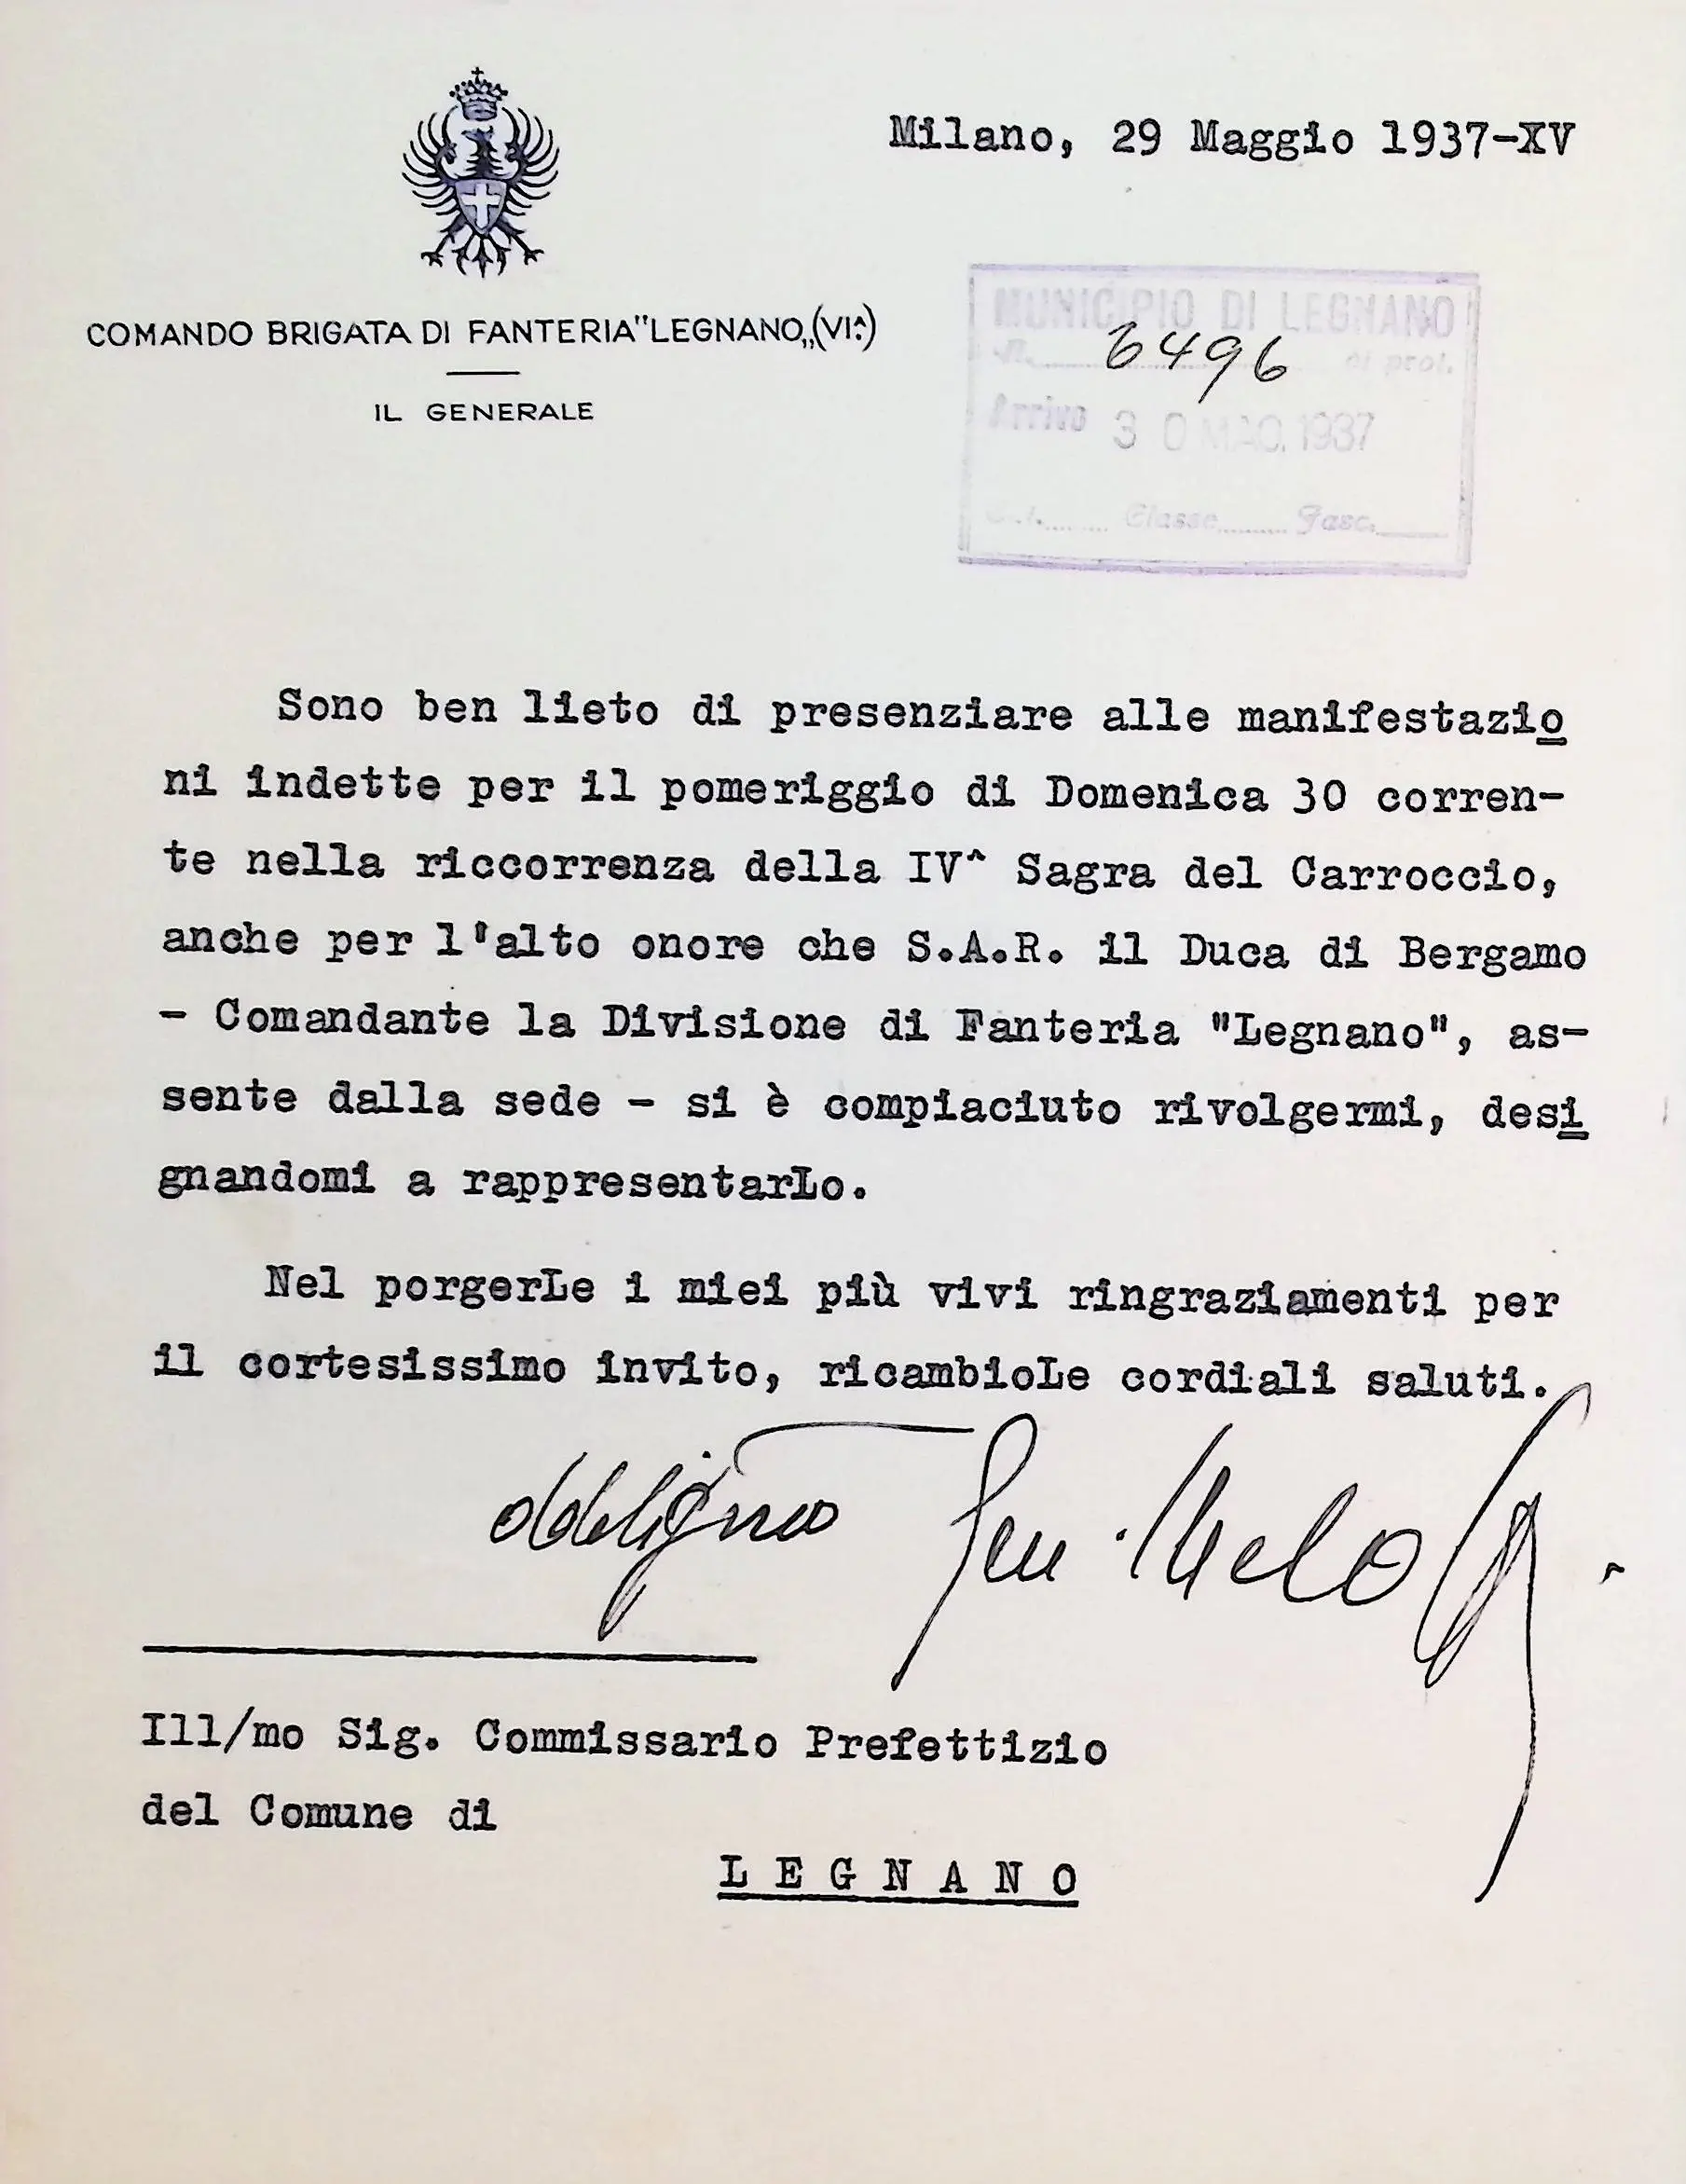 Milano, 29 Maggio 1937-XV
COMANDO BRIGATA DI FANTERIA "LEGNANO,, (VIᴬ)
IL GENERALE
MUNICIPIO DI LEGNANO
N. 6496 di prot.
Arrivo 30 MAG. 1937
Cat. Classe Fasc.
Sono ben lieto di presenziare alle manifestazio
ni indette per il pomeriggio di Domenica 30 corren-
te nella riccorrenza della IV^ Sagra del Carroccio,
anche per l'alto onore che S.A.R. il Duca di Bergamo
- Comandante la Divisione di Fanteria "Legnano", as-
sente dalla sede - si è compiaciuto rivolgermi, desi
gnandomi a rappresentarLo.
Nel porgerLe i miei più vivi ringraziamenti per
il cortesissimo invito, ricambioLe cordiali saluti.
Ill/mo Sig. Commissario Prefettizio
del Comune di
LEGNANO